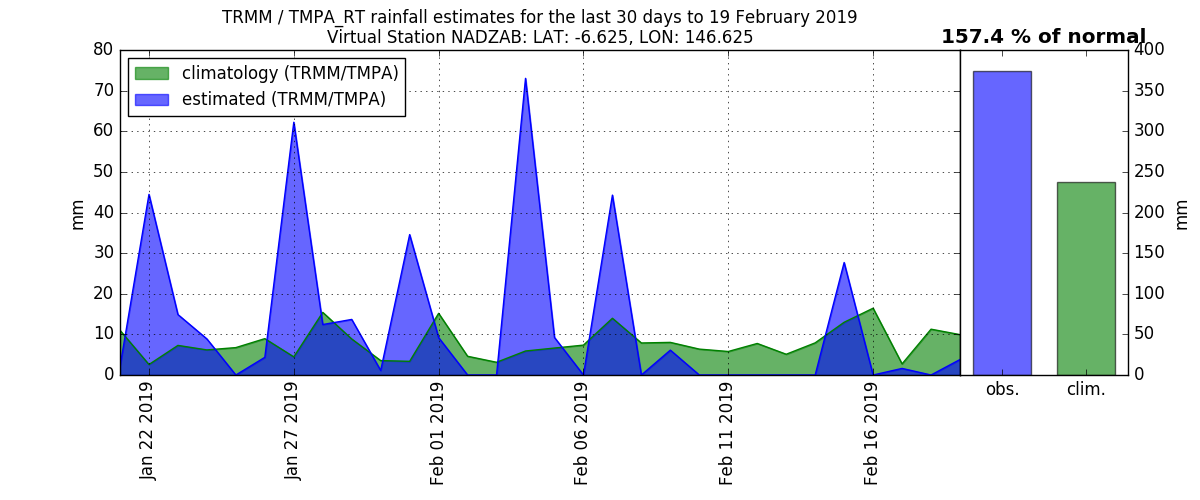 TRMM / TMPA_RT rainfall estimates for the last 30 days to 19 February 2019
Virtual Station NADZAB: LAT: -6.625, LON: 146.625
157.4 % of normal
climatology (TRMM/TMPA)
estimated (TRMM/TMPA)
80
70
60
50
40
30
20
10
0
mm
Jan 22 2019
Jan 27 2019
Feb 01 2019
Feb 06 2019
Feb 11 2019
Feb 16 2019
400
350
300
250
200
150
100
50
0
mm
obs.
clim.